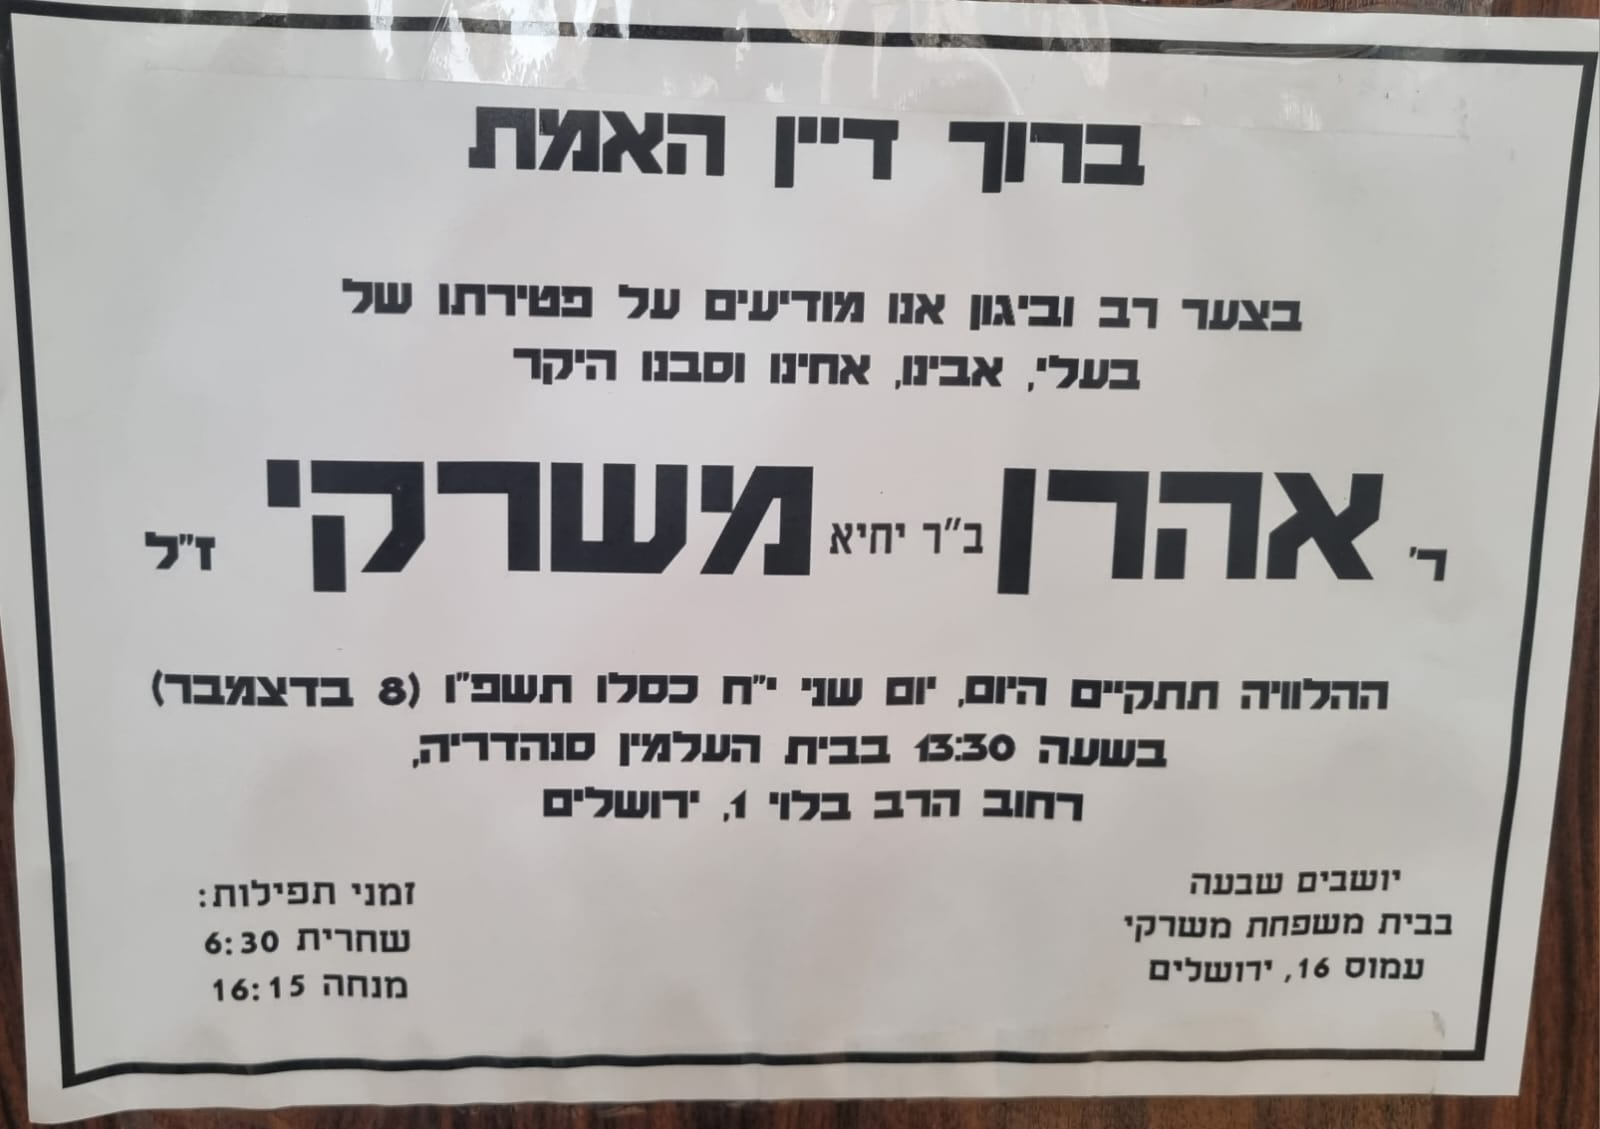 ברוך דיין האמת
בצער רב וביגון אנו מודיעים על פטירתו של
בעלי, אבינו, אחינו וסבנו היקר
ר' אהרן ב"ר יחיא משרקי ז"ל
ההלוויה תתקיים היום, יום שני י"ח כסלו תשפ"ו (8 בדצמבר)
בשעה 13:30 בבית העלמין סנהדריה,
רחוב הרב בלוי 1, ירושלים
יושבים שבעה
בבית משפחת משרקי
עמוס 16, ירושלים
זמני תפילות:
שחרית 6:30
מנחה 16:15